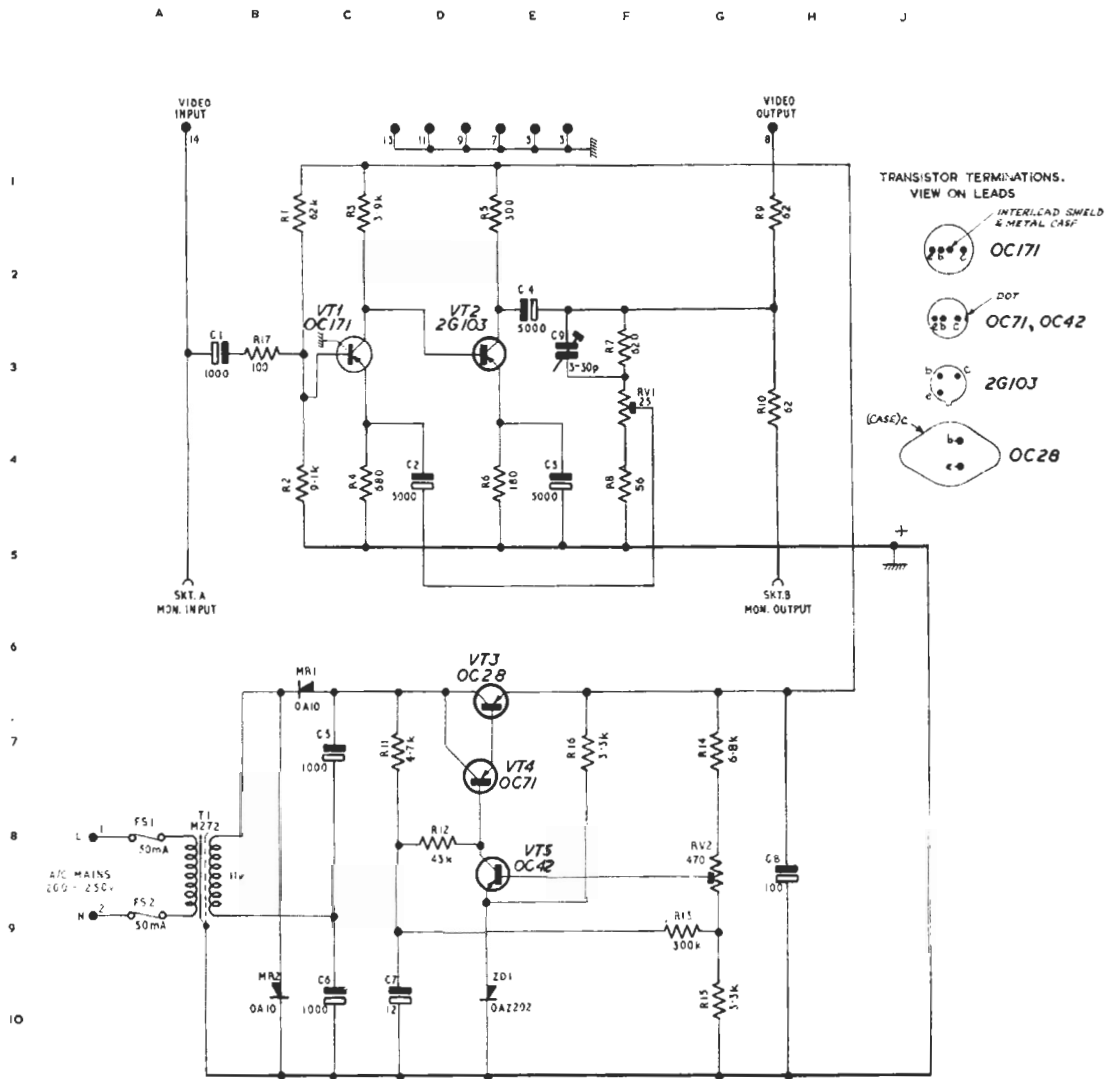 A B C D E F G H J
VIDEO
INPUT
14
13 11 9 7 5 3
VIDEO
OUTPUT
8
1
R1
62k
R3
3·9k
R5
300
R9
62
TRANSISTOR TERMINATIONS.
VIEW ON LEADS
INTERLEAD SHIELD
& METAL CASE
e b c
OC171
2
VT1
OC171
VT2
2G103
C4
5000
DOT
e b c
OC71, OC42
3
C1
1000
R17
100
C9
3-30p
R7
620
RV1
25
R10
62
b c
e
2G103
(CASE)c
b
e
OC28
4
R2
9·1k
R4
680
C2
5000
R6
180
C3
5000
R8
56
+
5
SKT. A
MON. INPUT
SKT. B
MON. OUTPUT
6
VT3
OC28
MR1
OA10
7
C5
1000
R11
4·7k
VT4
OC71
R16
3·3k
R14
6·8k
8
L 1
FS1
50mA
T1
M272
R12
43k
VT5
OC42
RV2
470
C8
100
A/C MAINS
200 - 250v
11v
N 2
FS2
50mA
9
R13
300k
MR2
OA10
C6
1000
C7
12
ZD1
OAZ202
R15
3·3k
10